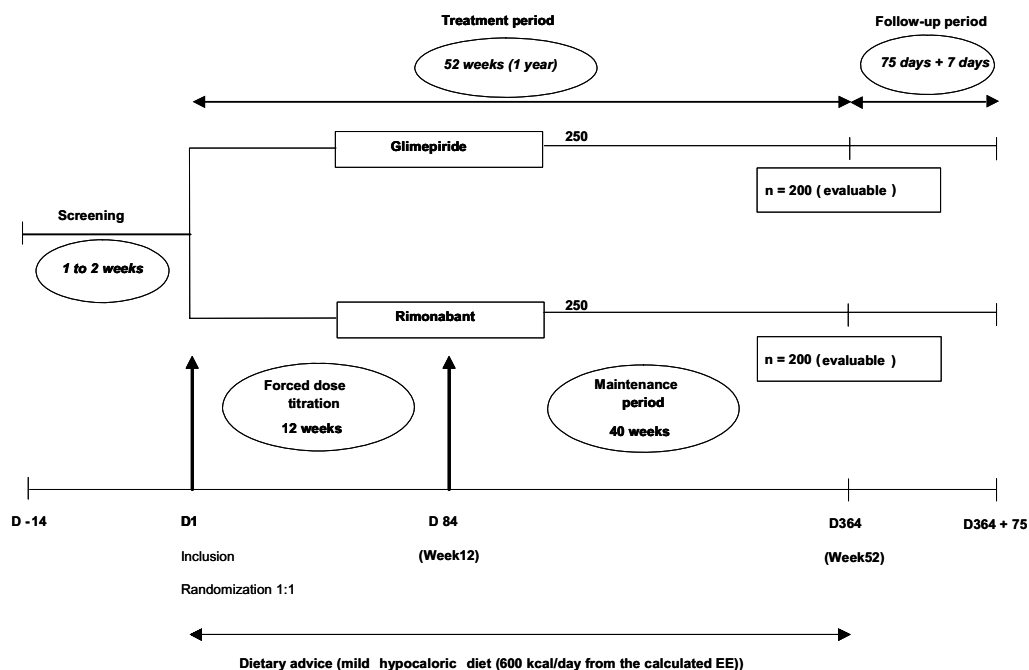 Treatment period
Follow-up period
52 weeks (1 year)
75 days + 7 days
Glimepiride
250
n = 200 (evaluable)
Screening
1 to 2 weeks
Rimonabant
250
n = 200 (evaluable)
Forced dose
titration
12 weeks
Maintenance
period
40 weeks
D -14
D1
D 84
D364
D364 + 75
Inclusion
(Week12)
(Week52)
Randomization 1:1
Dietary advice (mild hypocaloric diet (600 kcal/day from the calculated EE))